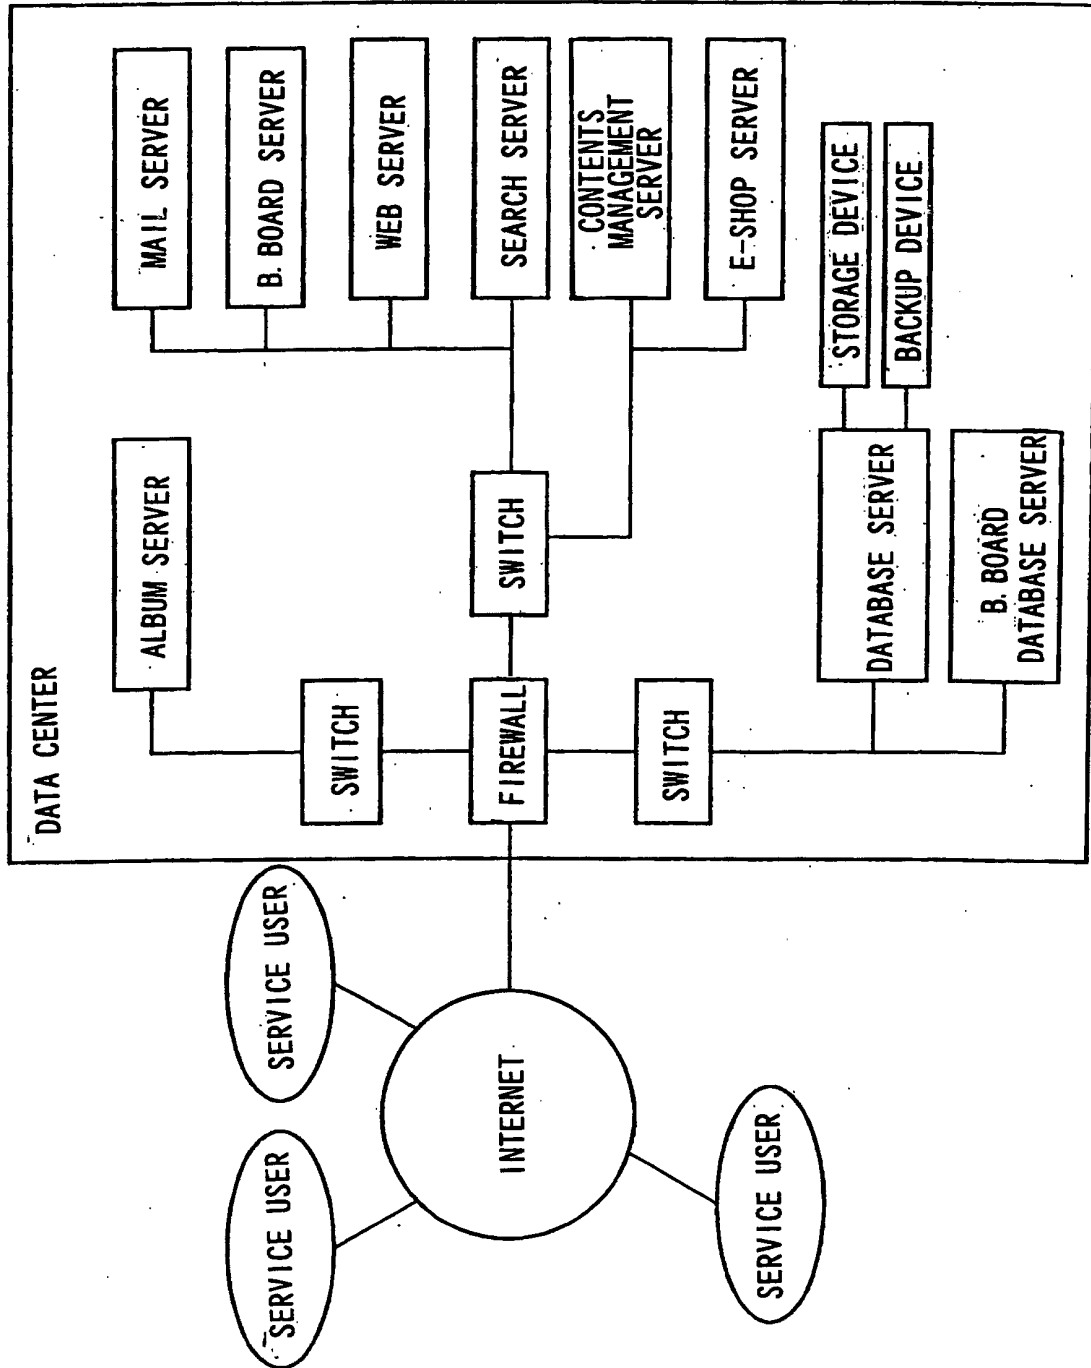 DATA CENTER
ALBUM SERVER
MAIL SERVER
B. BOARD SERVER
WEB SERVER
SEARCH SERVER
CONTENTS
MANAGEMENT
SERVER
E-SHOP SERVER
SWITCH
SWITCH
FIREWALL
SWITCH
STORAGE DEVICE
BACKUP DEVICE
DATABASE SERVER
B. BOARD
DATABASE SERVER
SERVICE USER
SERVICE USER
INTERNET
SERVICE USER